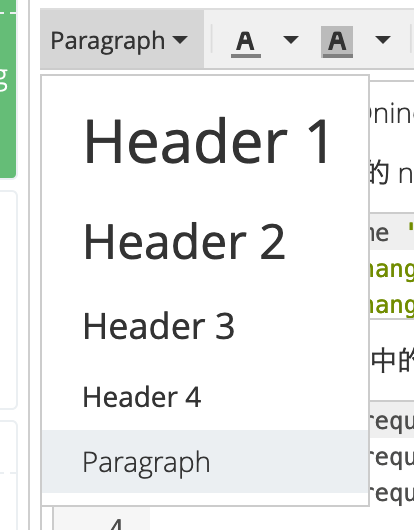 g
Paragraph A A
Header 1
Header 2
Header 3
Header 4
Paragraph
的 n
ne '
hang
hang
中的
requ
requ
requ
4